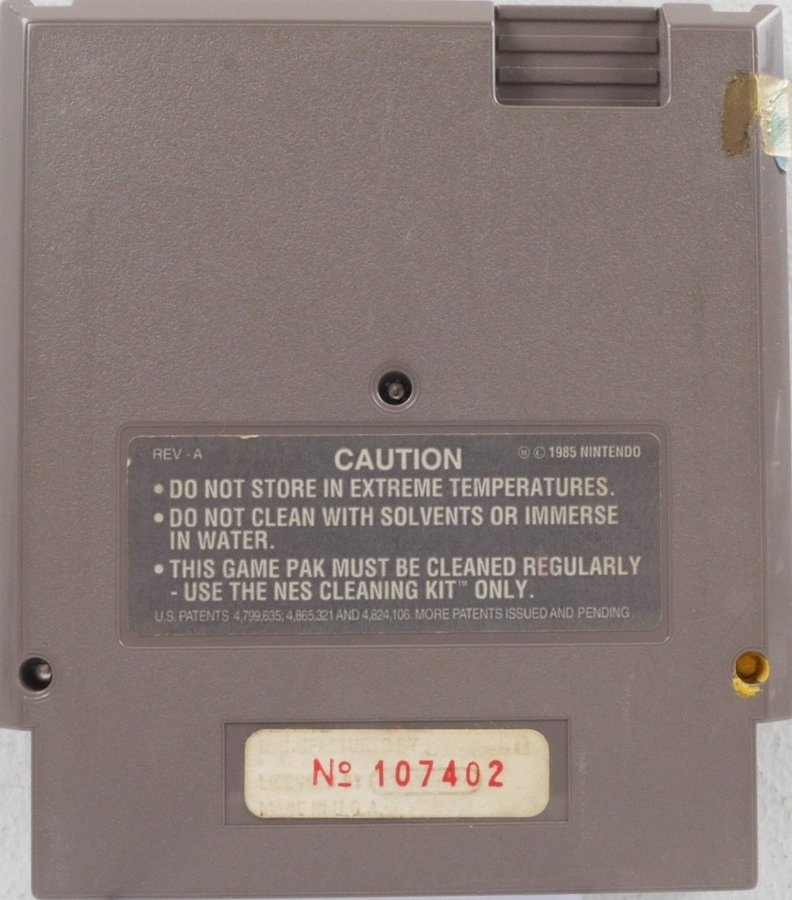 REV - A
CAUTION
Ⓜ © 1985 NINTENDO
• DO NOT STORE IN EXTREME TEMPERATURES.
• DO NOT CLEAN WITH SOLVENTS OR IMMERSE
IN WATER.
• THIS GAME PAK MUST BE CLEANED REGULARLY
- USE THE NES CLEANING KIT™ ONLY.
U.S. PATENTS 4,799,635; 4,865,321 AND 4,824,106. MORE PATENTS ISSUED AND PENDING.
Nº 107402